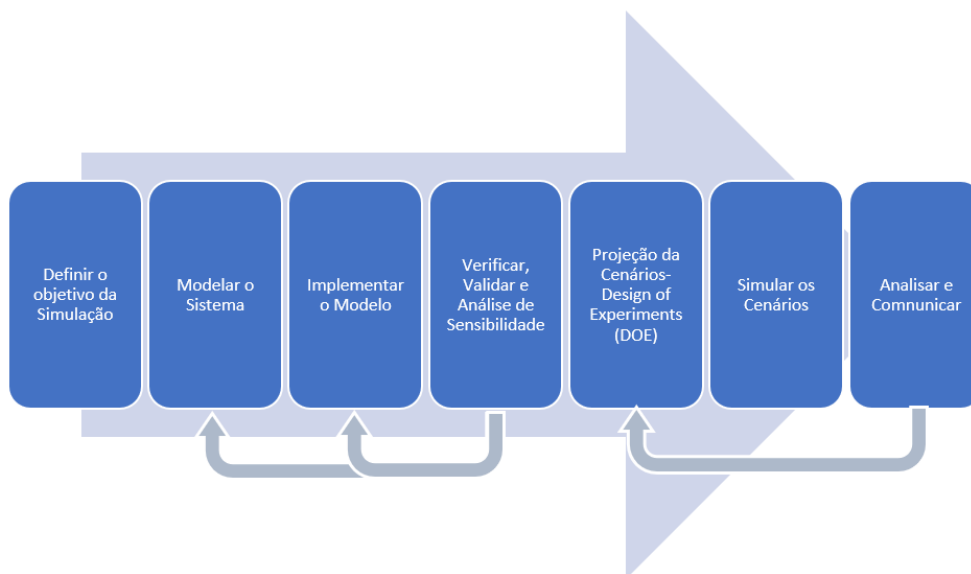 Definir o
objetivo da
Simulação
Modelar o
Sistema
Implementar
o Modelo
Verificar,
Validar e
Análise de
Sensibilidade
Projeção da
Cenários-
Design of
Experiments
(DOE)
Simular os
Cenários
Analisar e
Comnunicar